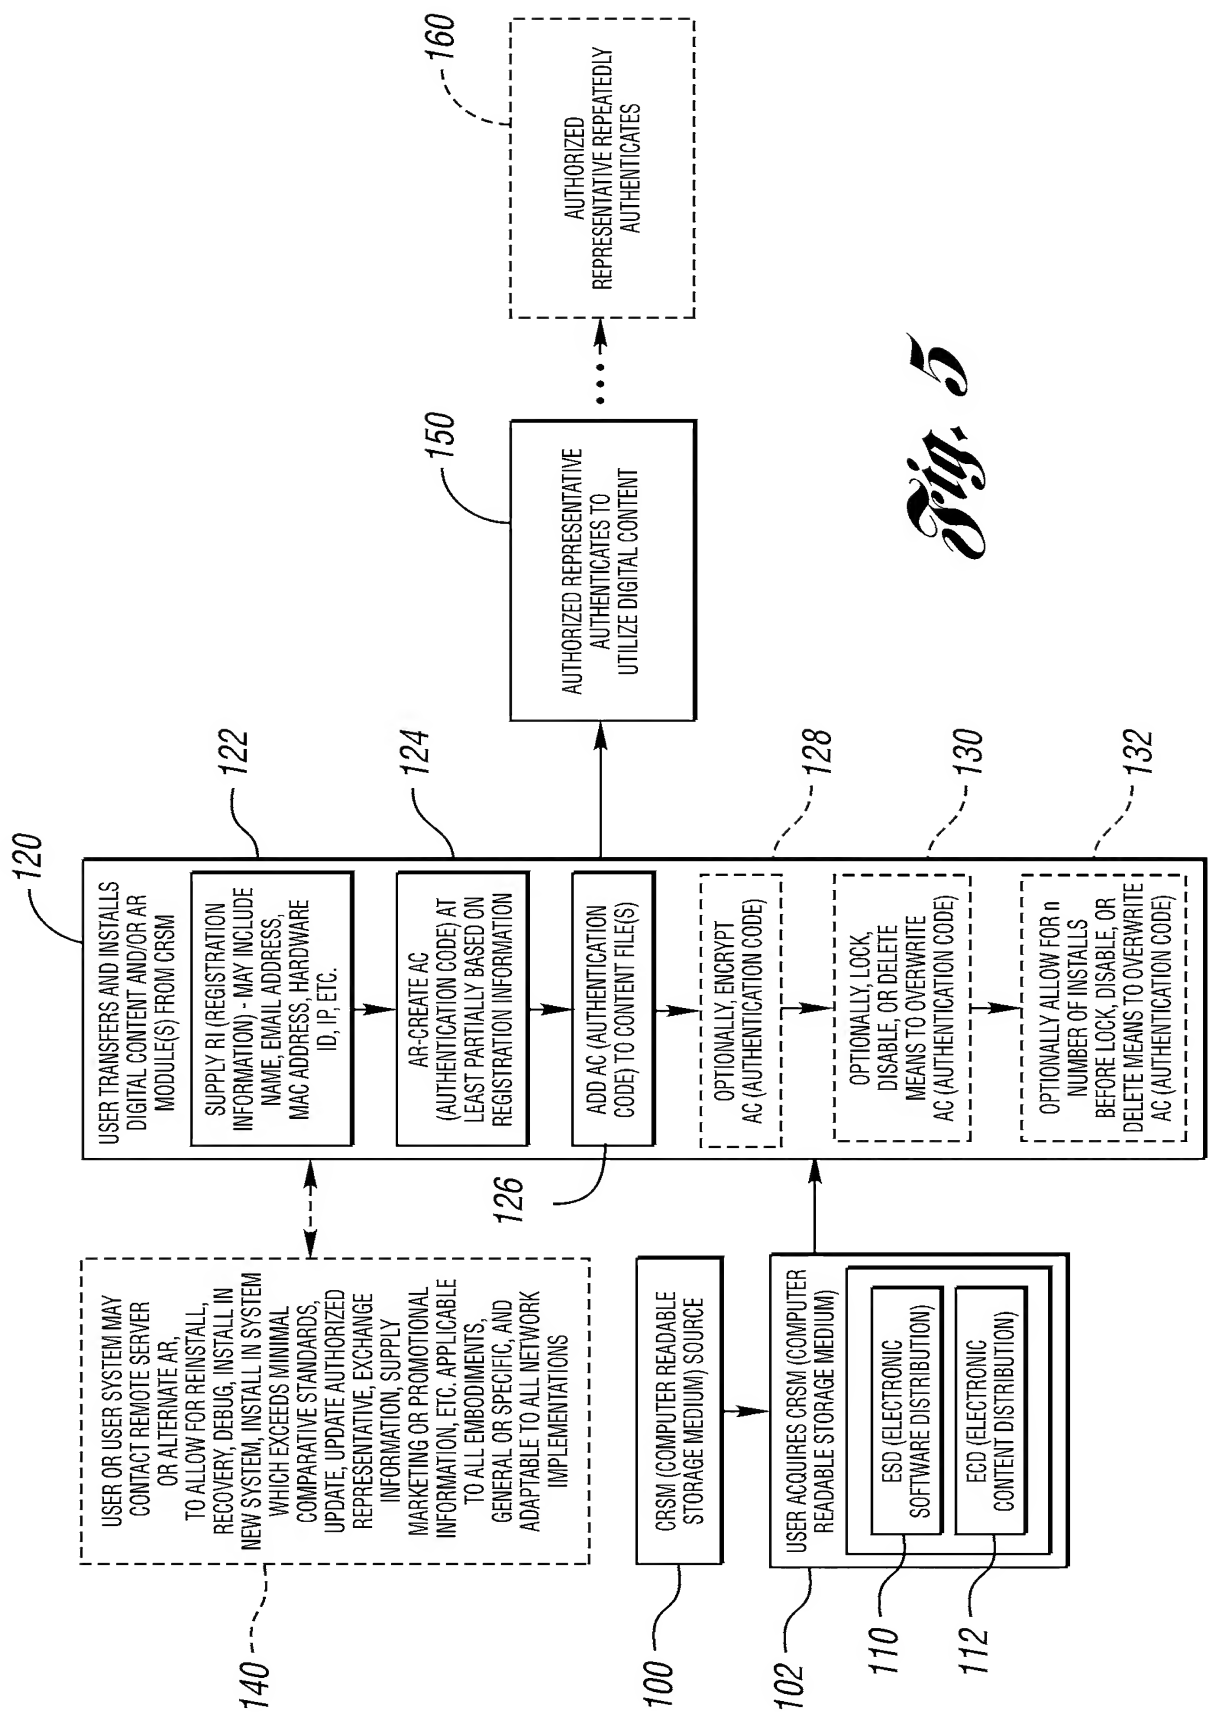 140
USER OR USER SYSTEM MAY
CONTACT REMOTE SERVER
OR ALTERNATE AR,
TO ALLOW FOR REINSTALL,
RECOVERY, DEBUG, INSTALL IN
NEW SYSTEM, INSTALL IN SYSTEM
WHICH EXCEEDS MINIMAL
COMPARATIVE STANDARDS,
UPDATE, UPDATE AUTHORIZED
REPRESENTATIVE, EXCHANGE
INFORMATION, SUPPLY
MARKETING OR PROMOTIONAL
INFORMATION, ETC. APPLICABLE
TO ALL EMBODIMENTS,
GENERAL OR SPECIFIC, AND
ADAPTABLE TO ALL NETWORK
IMPLEMENTATIONS
100
CRSM (COMPUTER READABLE
STORAGE MEDIUM) SOURCE
102
USER ACQUIRES CRSM (COMPUTER
READABLE STORAGE MEDIUM)
110
ESD (ELECTRONIC
SOFTWARE DISTRIBUTION)
112
ECD (ELECTRONIC
CONTENT DISTRIBUTION)
120
USER TRANSFERS AND INSTALLS
DIGITAL CONTENT AND/OR AR
MODULE(S) FROM CRSM
122
SUPPLY RI (REGISTRATION
INFORMATION) - MAY INCLUDE
NAME, EMAIL ADDRESS,
MAC ADDRESS, HARDWARE
ID, IP, ETC.
124
AR-CREATE AC
(AUTHENTICATION CODE) AT
LEAST PARTIALLY BASED ON
REGISTRATION INFORMATION
126
ADD AC (AUTHENTICATION
CODE) TO CONTENT FILE(S)
128
OPTIONALLY, ENCRYPT
AC (AUTHENTICATION CODE)
130
OPTIONALLY, LOCK,
DISABLE, OR DELETE
MEANS TO OVERWRITE
AC (AUTHENTICATION CODE)
132
OPTIONALLY ALLOW FOR n
NUMBER OF INSTALLS
BEFORE LOCK, DISABLE, OR
DELETE MEANS TO OVERWRITE
AC (AUTHENTICATION CODE)
150
AUTHORIZED REPRESENTATIVE
AUTHENTICATES TO
UTILIZE DIGITAL CONTENT
160
AUTHORIZED
REPRESENTATIVE REPEATEDLY
AUTHENTICATES
Fig. 5